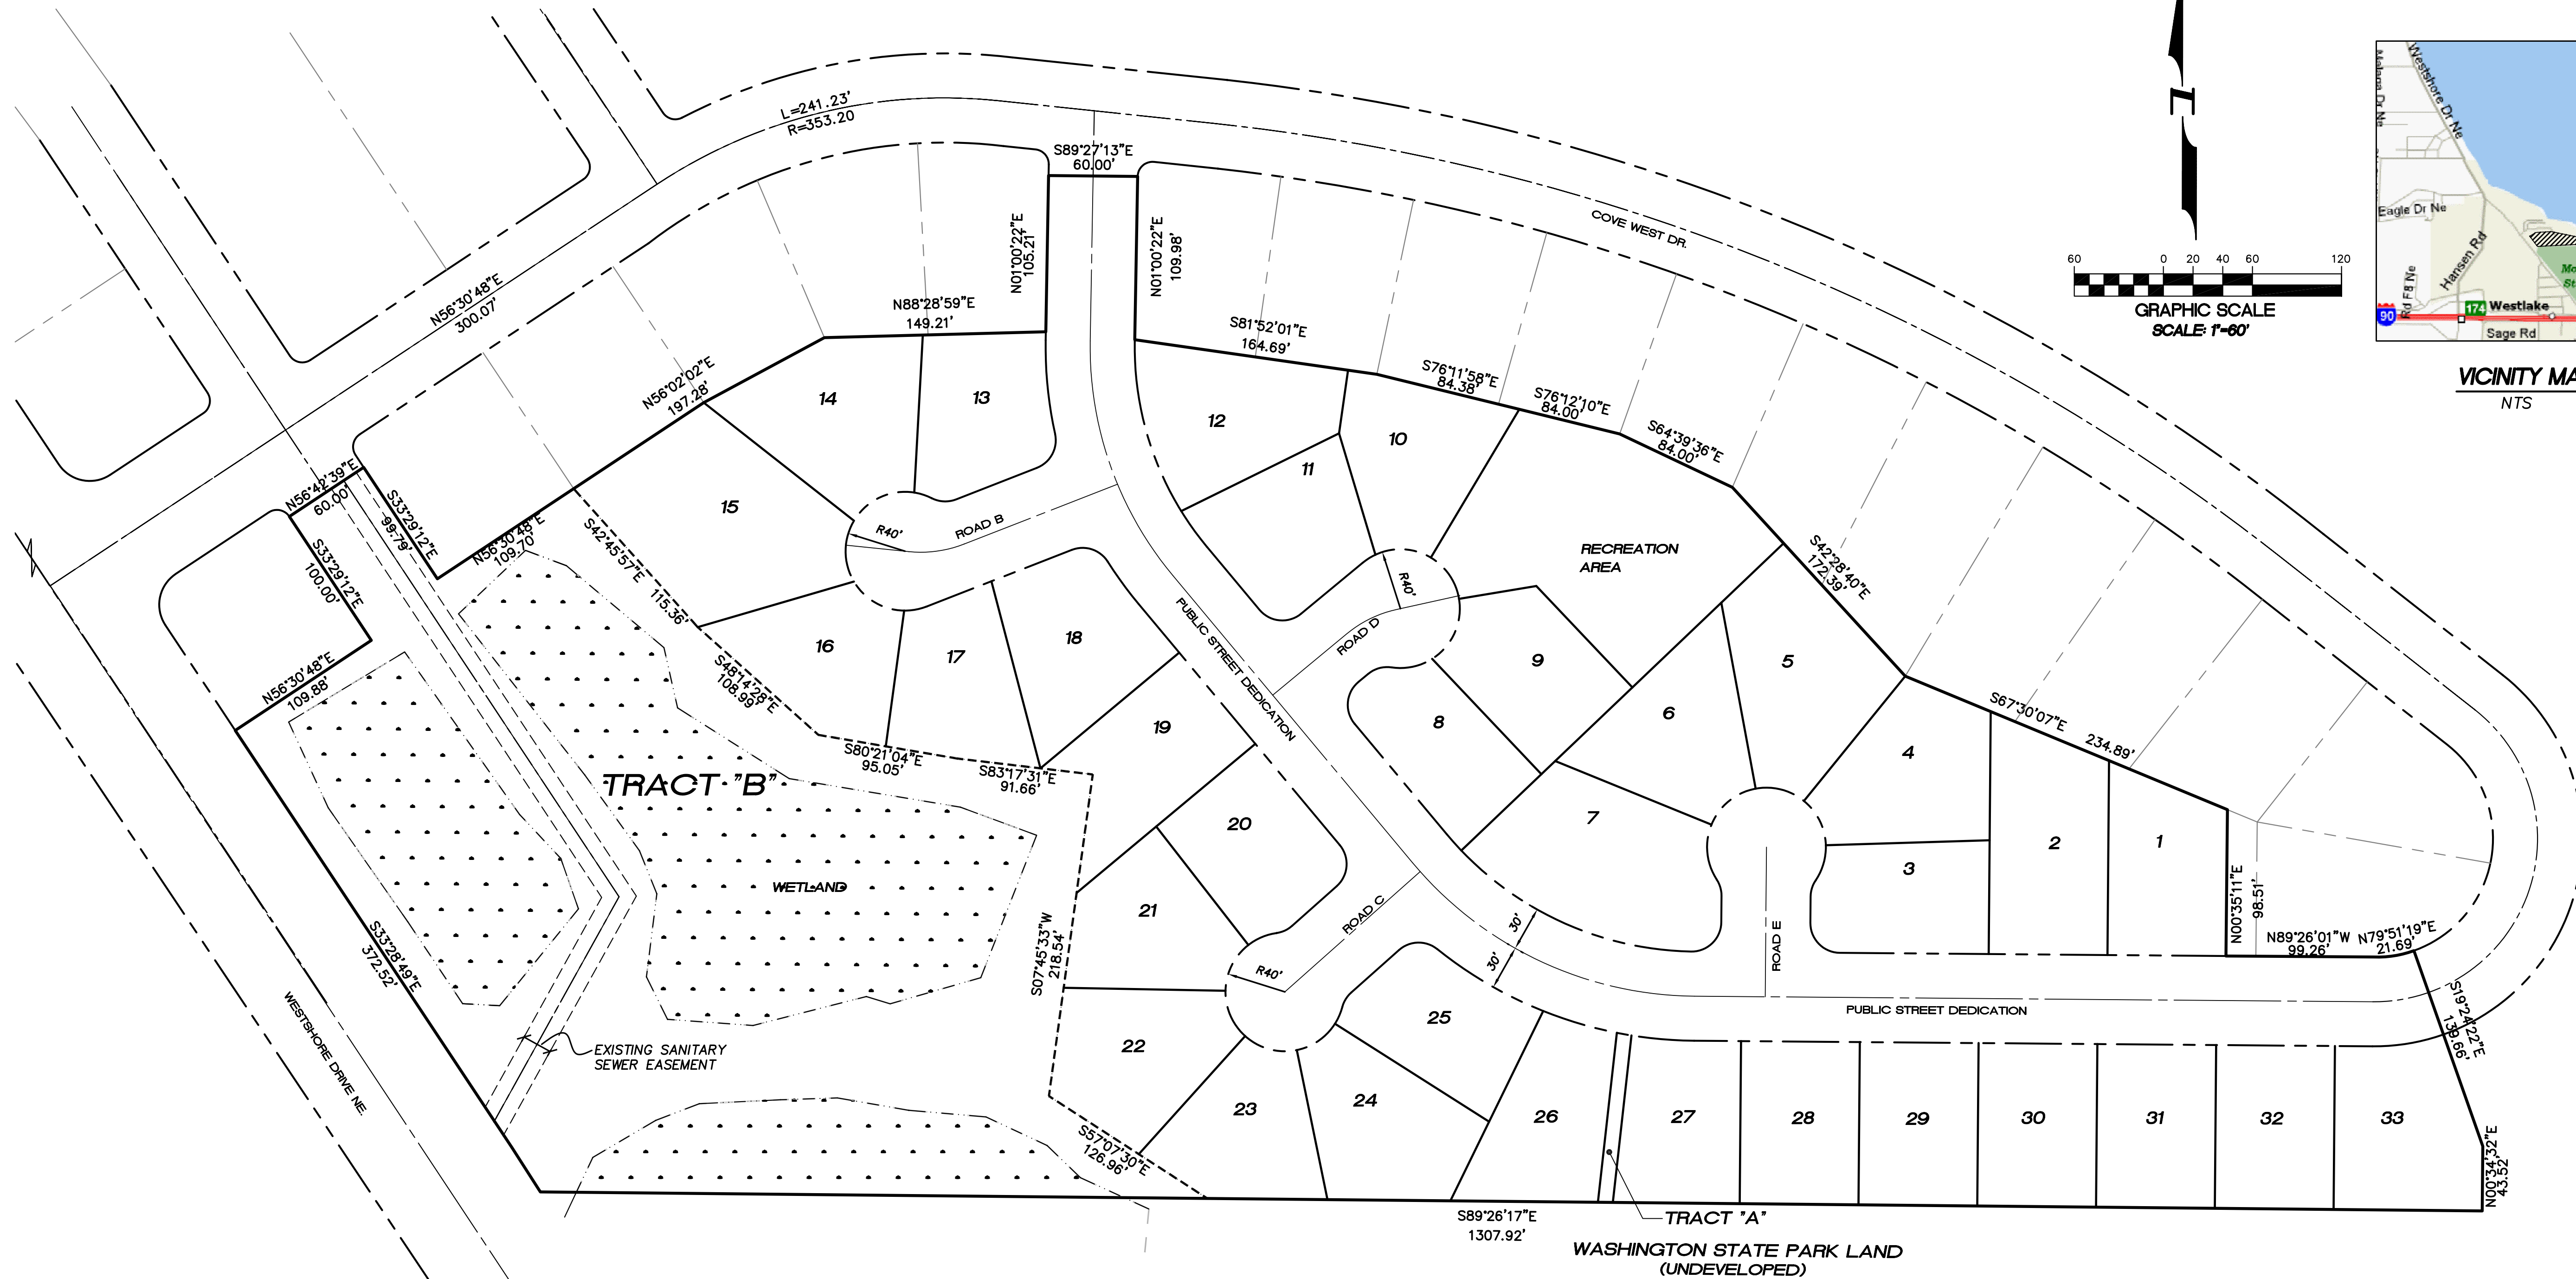 L=241.23'
R=353.20
S89°27'13"E
60.00'
N01°00'22"E
105.21'
N01°00'22"E
109.98'
COVE WEST DR.
60 0 20 40 60 120
GRAPHIC SCALE
SCALE: 1"=60'
Westshore Dr Ne
Eagle Dr Ne
Hansen Rd
Rd F8 Ne
90
174 Westlake
Sage Rd
VICINITY MA
NTS
N56°30'48"E
300.07'
N88°28'59"E
149.21'
N56°02'02"E
197.28'
S81°52'01"E
164.69'
S76°11'58"E
84.38'
S76°12'10"E
84.00'
S64°39'36"E
84.00'
S42°28'40"E
172.39'
S67°30'07"E
234.89'
N56°42'39"E
60.00'
S33°29'12"E
99.79'
S33°29'12"E
100.00'
N56°30'48"E
109.70'
N56°30'48"E
109.88'
S42°45'57"E
115.36'
S48°14'28"E
108.99'
S80°21'04"E
95.05'
S83°17'31"E
91.66'
S07°45'33"W
218.54'
S57°07'30"E
126.96'
S33°28'49"E
372.52'
14
13
15
16
17
18
19
20
21
22
23
24
25
12
11
10
9
8
7
6
5
4
3
2
1
26
27
28
29
30
31
32
33
R40'
ROAD B
R40'
ROAD D
RECREATION
AREA
PUBLIC STREET DEDICATION
R40'
ROAD C
30'
30'
ROAD E
PUBLIC STREET DEDICATION
TRACT "B"
WETLAND
EXISTING SANITARY
SEWER EASEMENT
WESTSHORE DRIVE NE.
N00°35'11"E
98.51'
N89°26'01"W
99.26'
N79°51'19"E
21.69'
S19°24'22"E
139.66'
N00°34'32"E
43.52'
S89°26'17"E
1307.92'
TRACT "A"
WASHINGTON STATE PARK LAND
(UNDEVELOPED)